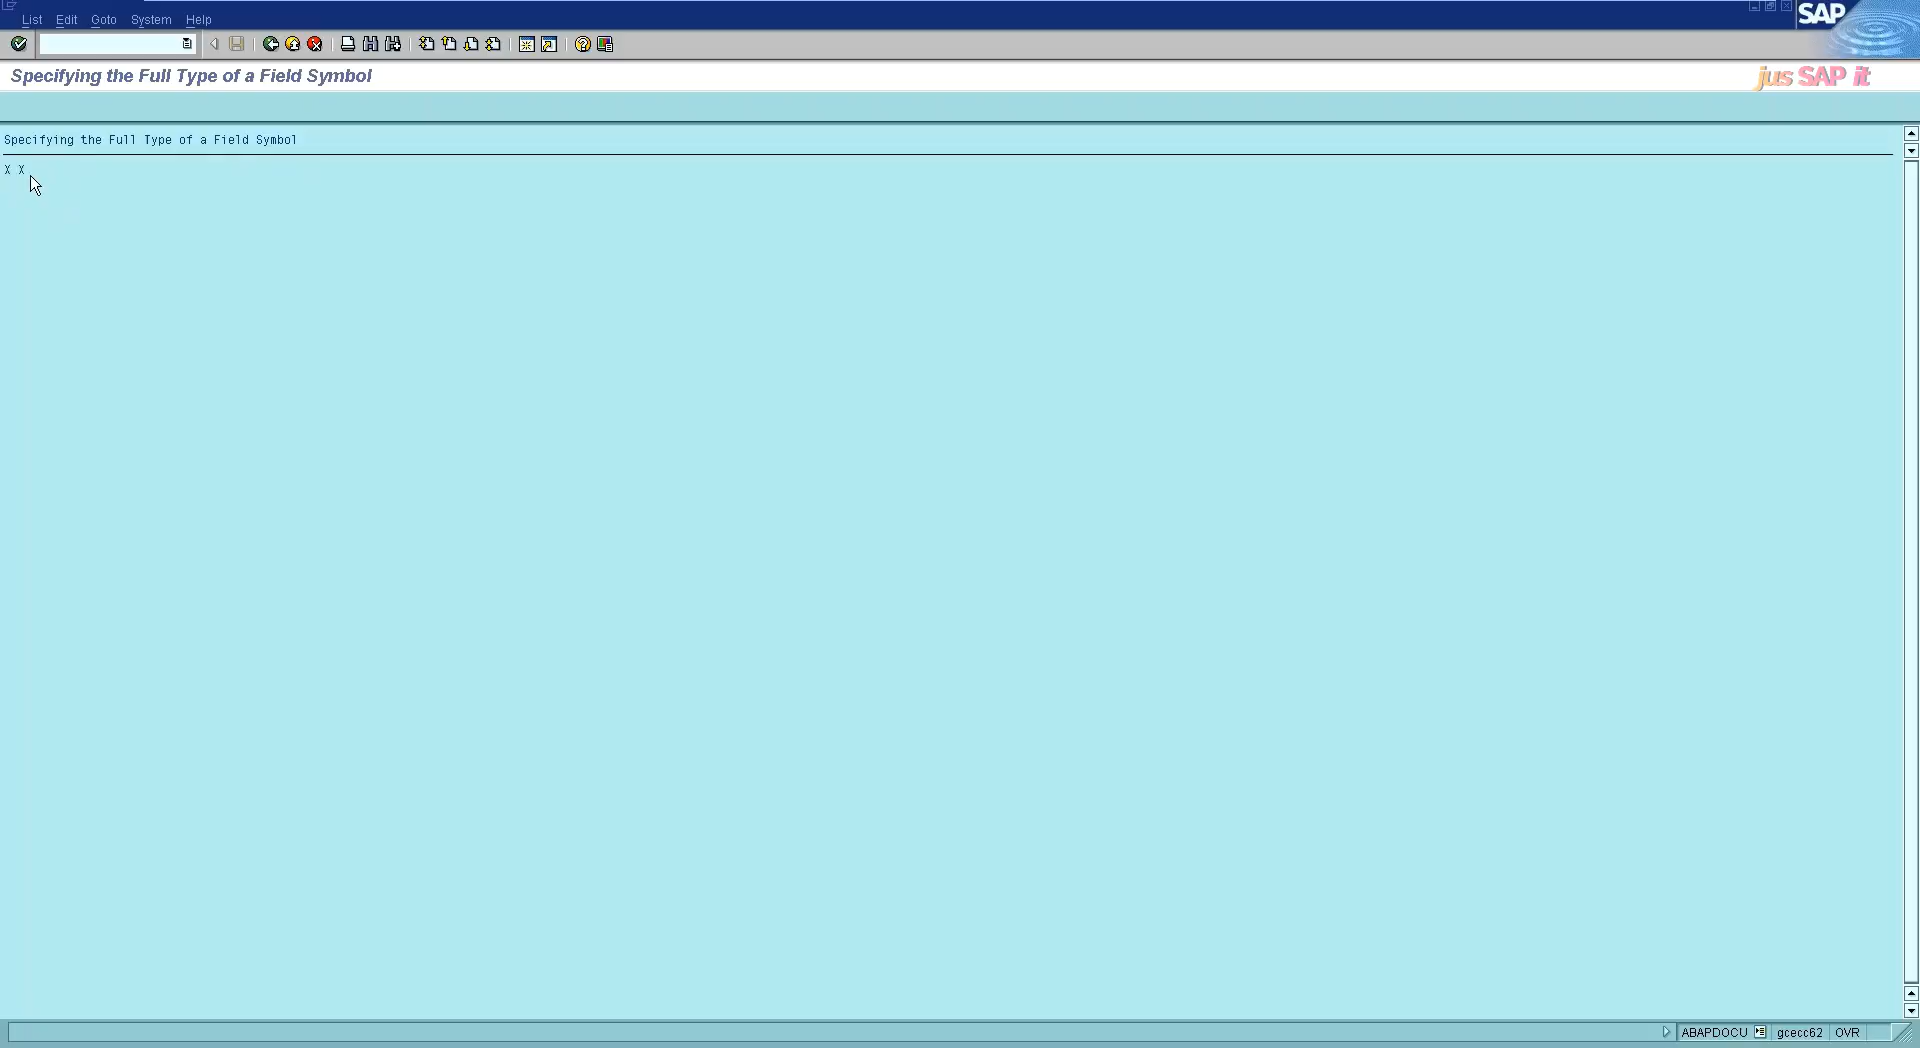 List Edit Goto System Help
SAP
Specifying the Full Type of a Field Symbol
jus SAP it
Specifying the Full Type of a Field Symbol
X X
ABAPDOCU gcecc62 OVR